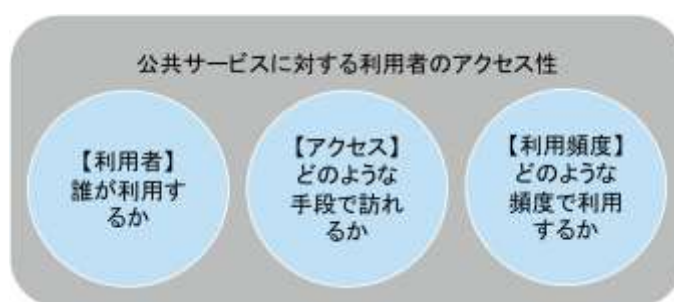 公共サービスに対する利用者のアクセス性
【利用者】
誰が利用す
るか
【アクセス】
どのような
手段で訪れ
るか
【利用頻度】
どのような
頻度で利用
するか